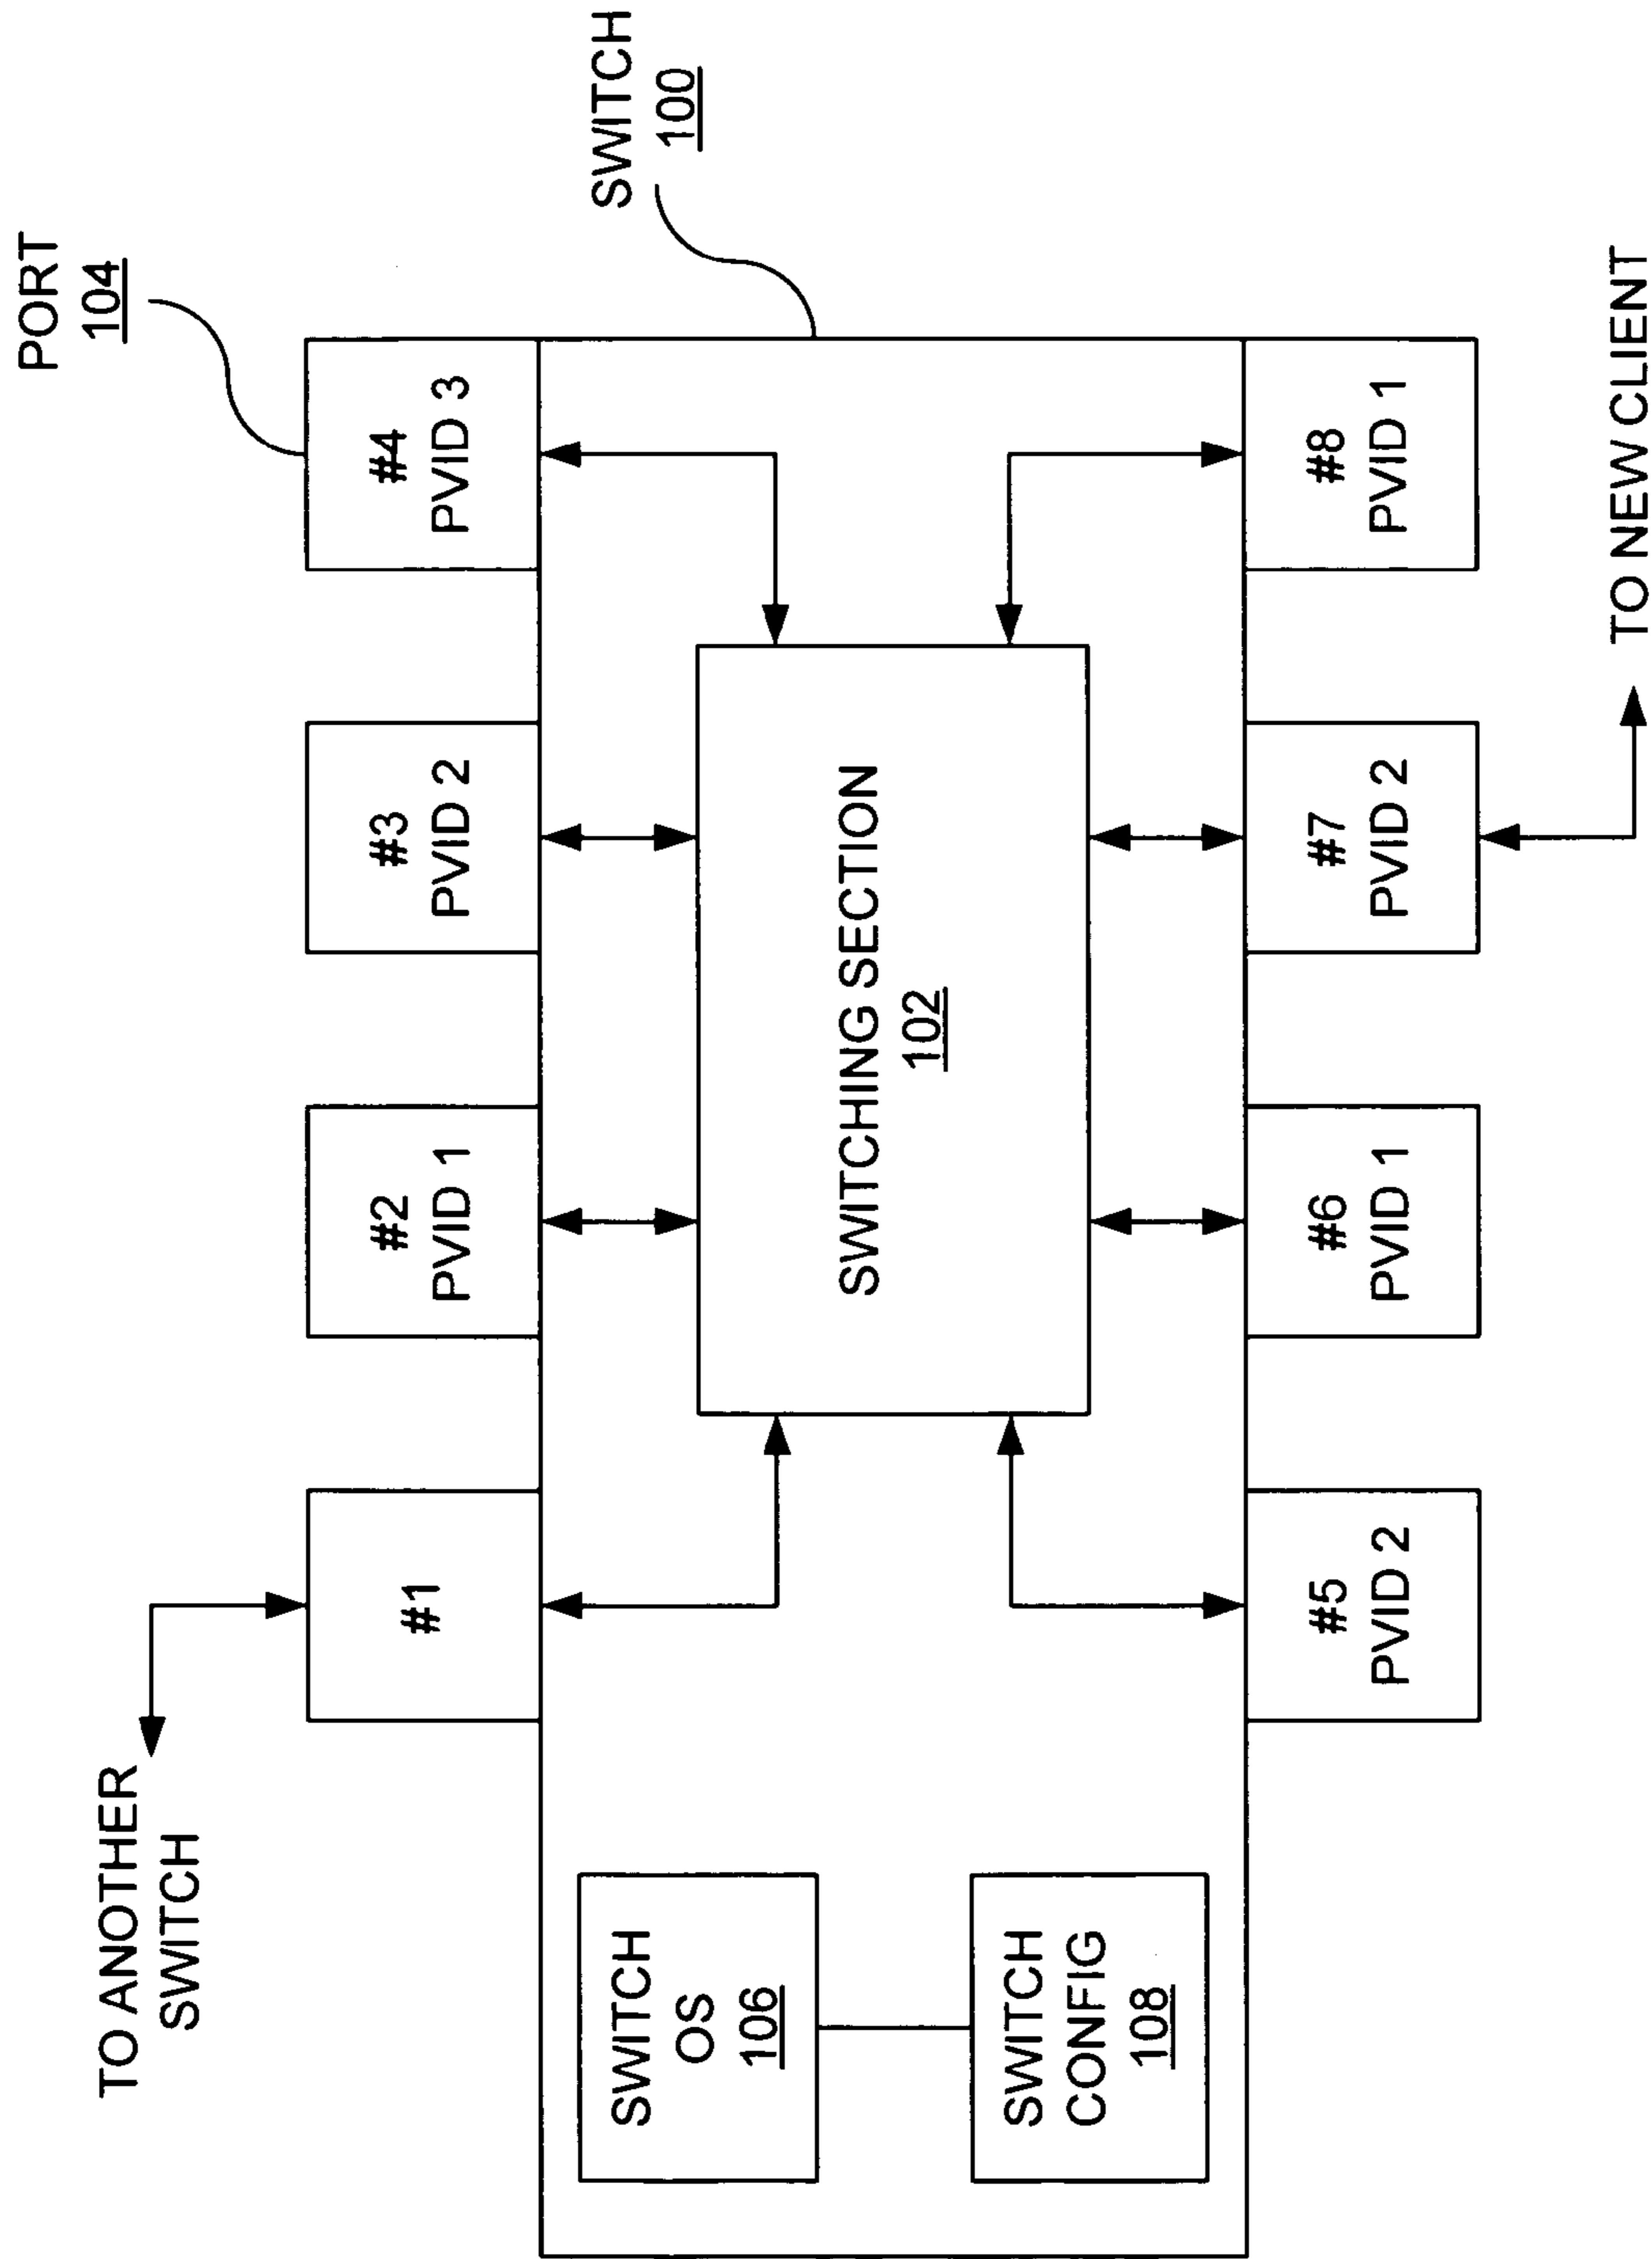 PORT
104
TO ANOTHER
SWITCH
#1
#2
PVID 1
#3
PVID 2
#4
PVID 3
SWITCH
100
SWITCH
OS
106
SWITCHING SECTION
102
SWITCH
CONFIG
108
#5
PVID 2
#6
PVID 1
#7
PVID 2
#8
PVID 1
TO NEW CLIENT